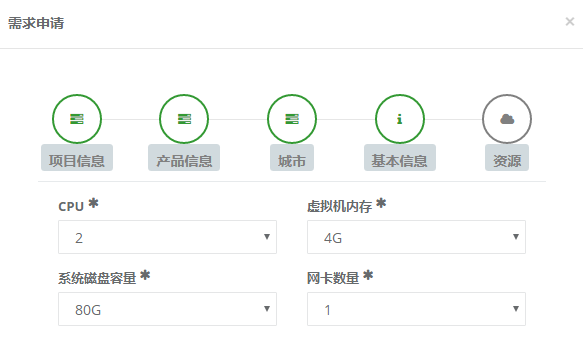 需求申请 ×
项目信息 产品信息 城市 基本信息 资源
CPU * 虚拟机内存 *
2 4G
系统磁盘容量 * 网卡数量 *
80G 1